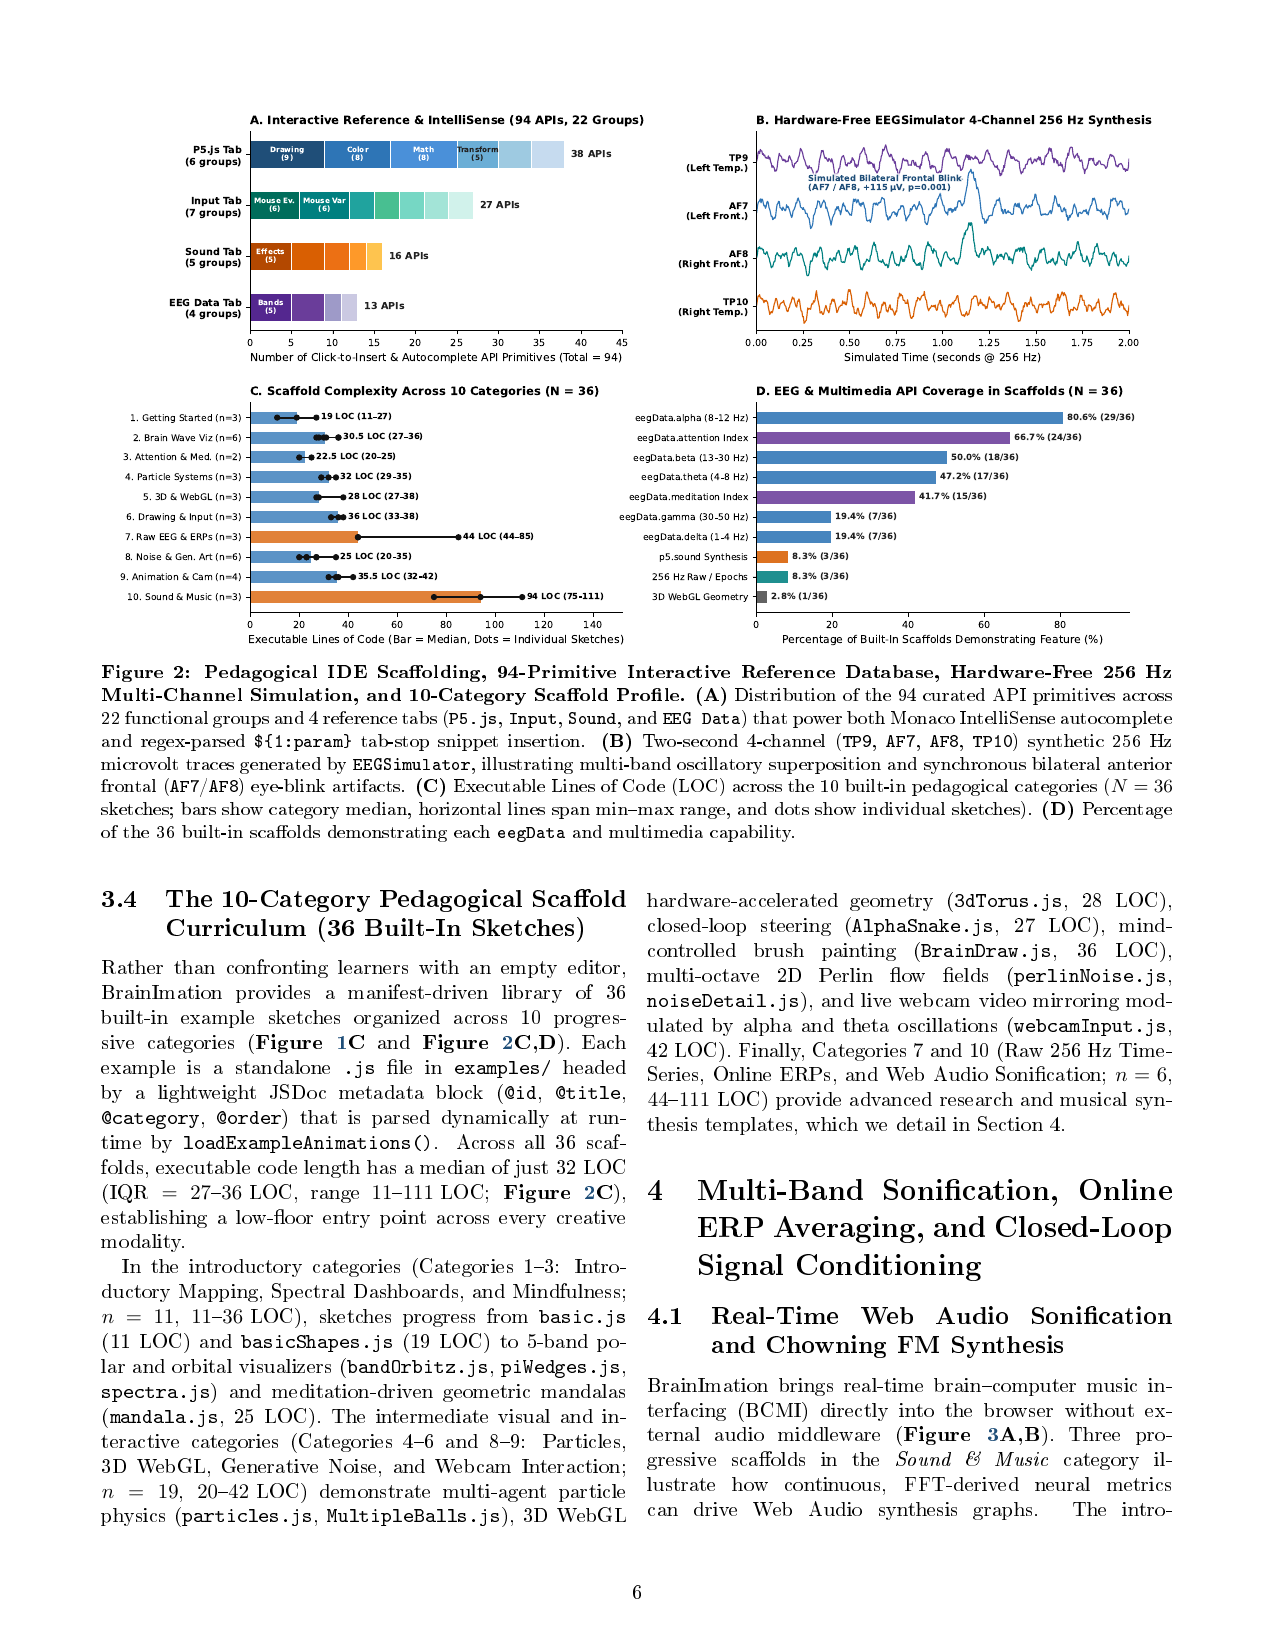 A. Interactive Reference & IntelliSense (94 APIs, 22 Groups)
P5.js Tab
(6 groups)
Drawing
(9)
Color
(8)
Math
(8)
Transform
(5)
38 APIs
Input Tab
(7 groups)
Mouse Ev.
(6)
Mouse Var
(6)
27 APIs
Sound Tab
(5 groups)
Effects
(5)
16 APIs
EEG Data Tab
(4 groups)
Bands
(5)
13 APIs
0 5 10 15 20 25 30 35 40 45
Number of Click-to-Insert & Autocomplete API Primitives (Total = 94)
B. Hardware-Free EEGSimulator 4-Channel 256 Hz Synthesis
TP9
(Left Temp.)
Simulated Bilateral Frontal Blink
(AF7 / AF8, +115 µV, p=0.001)
AF7
(Left Front.)
AF8
(Right Front.)
TP10
(Right Temp.)
0.00 0.25 0.50 0.75 1.00 1.25 1.50 1.75 2.00
Simulated Time (seconds @ 256 Hz)
C. Scaffold Complexity Across 10 Categories (N = 36)
1. Getting Started (n=3) 19 LOC (11–27)
2. Brain Wave Viz (n=6) 30.5 LOC (27–36)
3. Attention & Med. (n=2) 22.5 LOC (20–25)
4. Particle Systems (n=3) 32 LOC (29–35)
5. 3D & WebGL (n=3) 28 LOC (27–38)
6. Drawing & Input (n=3) 36 LOC (33–38)
7. Raw EEG & ERPs (n=3) 44 LOC (44–85)
8. Noise & Gen. Art (n=6) 25 LOC (20–35)
9. Animation & Cam (n=4) 35.5 LOC (32–42)
10. Sound & Music (n=3) 94 LOC (75–111)
0 20 40 60 80 100 120 140
Executable Lines of Code (Bar = Median, Dots = Individual Sketches)
D. EEG & Multimedia API Coverage in Scaffolds (N = 36)
eegData.alpha (8–12 Hz) 80.6% (29/36)
eegData.attention Index 66.7% (24/36)
eegData.beta (13–30 Hz) 50.0% (18/36)
eegData.theta (4–8 Hz) 47.2% (17/36)
eegData.meditation Index 41.7% (15/36)
eegData.gamma (30–50 Hz) 19.4% (7/36)
eegData.delta (1–4 Hz) 19.4% (7/36)
p5.sound Synthesis 8.3% (3/36)
256 Hz Raw / Epochs 8.3% (3/36)
3D WebGL Geometry 2.8% (1/36)
0 20 40 60 80
Percentage of Built-In Scaffolds Demonstrating Feature (%)
Figure 2: Pedagogical IDE Scaffolding, 94-Primitive Interactive Reference Database, Hardware-Free 256 Hz
Multi-Channel Simulation, and 10-Category Scaffold Profile. (A) Distribution of the 94 curated API primitives across
22 functional groups and 4 reference tabs (P5.js, Input, Sound, and EEG Data) that power both Monaco IntelliSense autocomplete
and regex-parsed ${1:param} tab-stop snippet insertion. (B) Two-second 4-channel (TP9, AF7, AF8, TP10) synthetic 256 Hz
microvolt traces generated by EEGSimulator, illustrating multi-band oscillatory superposition and synchronous bilateral anterior
frontal (AF7/AF8) eye-blink artifacts. (C) Executable Lines of Code (LOC) across the 10 built-in pedagogical categories (N = 36
sketches; bars show category median, horizontal lines span min–max range, and dots show individual sketches). (D) Percentage
of the 36 built-in scaffolds demonstrating each eegData and multimedia capability.
3.4 The 10-Category Pedagogical Scaffold
Curriculum (36 Built-In Sketches)
Rather than confronting learners with an empty editor,
BrainImation provides a manifest-driven library of 36
built-in example sketches organized across 10 progres-
sive categories (Figure 1C and Figure 2C,D). Each
example is a standalone .js file in examples/ headed
by a lightweight JSDoc metadata block (@id, @title,
@category, @order) that is parsed dynamically at run-
time by loadExampleAnimations(). Across all 36 scaf-
folds, executable code length has a median of just 32 LOC
(IQR = 27–36 LOC, range 11–111 LOC; Figure 2C),
establishing a low-floor entry point across every creative
modality.
In the introductory categories (Categories 1–3: Intro-
ductory Mapping, Spectral Dashboards, and Mindfulness;
n = 11, 11–36 LOC), sketches progress from basic.js
(11 LOC) and basicShapes.js (19 LOC) to 5-band po-
lar and orbital visualizers (bandOrbitz.js, piWedges.js,
spectra.js) and meditation-driven geometric mandalas
(mandala.js, 25 LOC). The intermediate visual and in-
teractive categories (Categories 4–6 and 8–9: Particles,
3D WebGL, Generative Noise, and Webcam Interaction;
n = 19, 20–42 LOC) demonstrate multi-agent particle
physics (particles.js, MultipleBalls.js), 3D WebGL
hardware-accelerated geometry (3dTorus.js, 28 LOC),
closed-loop steering (AlphaSnake.js, 27 LOC), mind-
controlled brush painting (BrainDraw.js, 36 LOC),
multi-octave 2D Perlin flow fields (perlinNoise.js,
noiseDetail.js), and live webcam video mirroring mod-
ulated by alpha and theta oscillations (webcamInput.js,
42 LOC). Finally, Categories 7 and 10 (Raw 256 Hz Time-
Series, Online ERPs, and Web Audio Sonification; n = 6,
44–111 LOC) provide advanced research and musical syn-
thesis templates, which we detail in Section 4.
4 Multi-Band Sonification, Online
ERP Averaging, and Closed-Loop
Signal Conditioning
4.1 Real-Time Web Audio Sonification
and Chowning FM Synthesis
BrainImation brings real-time brain–computer music in-
terfacing (BCMI) directly into the browser without ex-
ternal audio middleware (Figure 3A,B). Three pro-
gressive scaffolds in the Sound & Music category il-
lustrate how continuous, FFT-derived neural metrics
can drive Web Audio synthesis graphs. The intro-
6